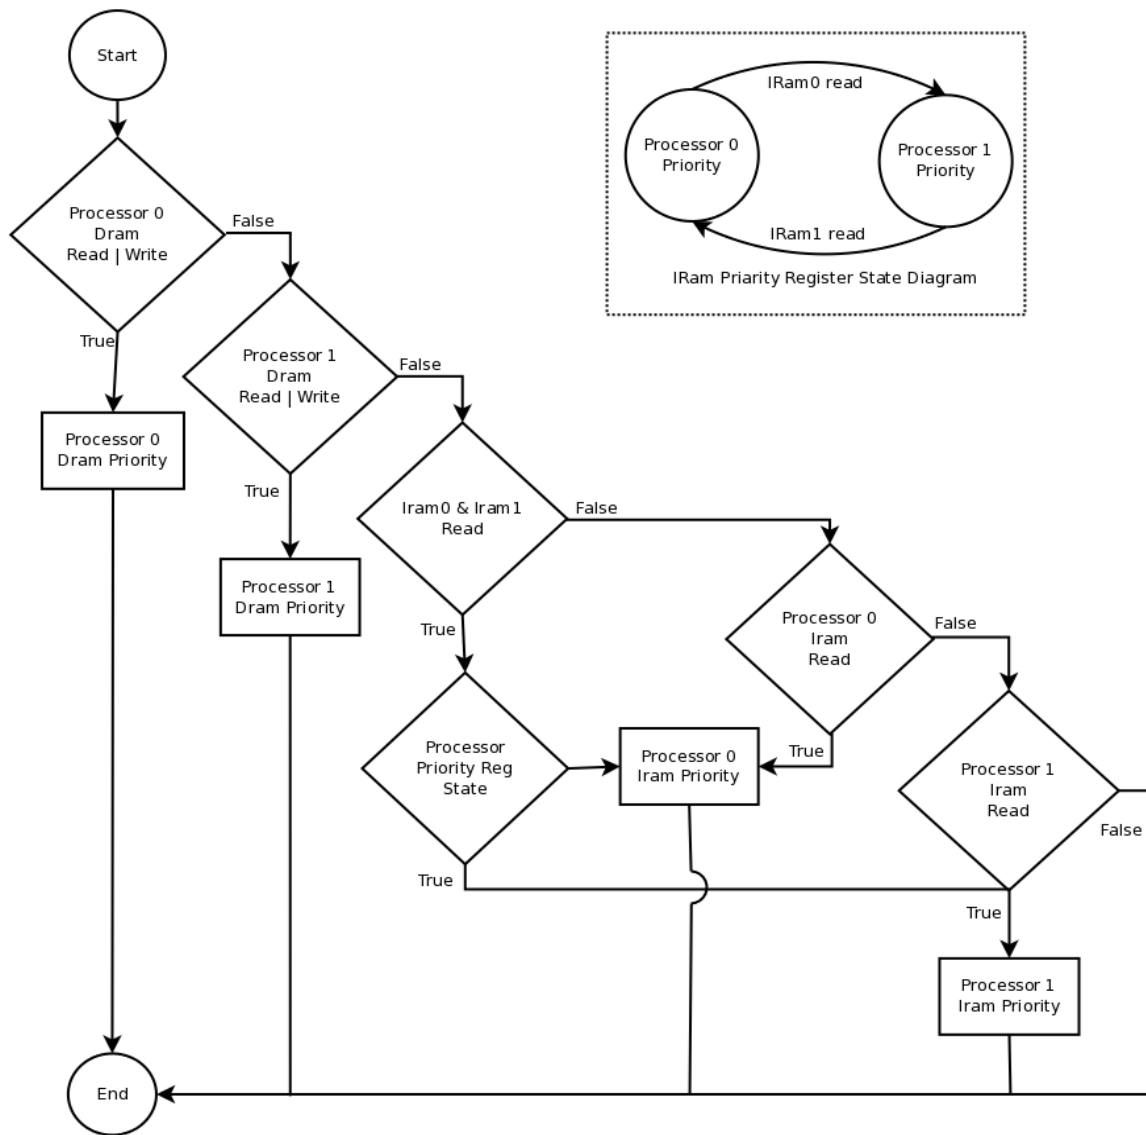 Start
IRam0 read
Processor 0
Priority
Processor 1
Priority
IRam1 read
IRam Priarity Register State Diagram
Processor 0
Dram
Read | Write
False
True
Processor 1
Dram
Read | Write
False
True
Processor 0
Dram Priority
Iram0 & Iram1
Read
False
True
Processor 1
Dram Priority
Processor 0
Iram
Read
False
True
Processor
Priority Reg
State
True
Processor 0
Iram Priority
Processor 1
Iram
Read
False
True
Processor 1
Iram Priority
End